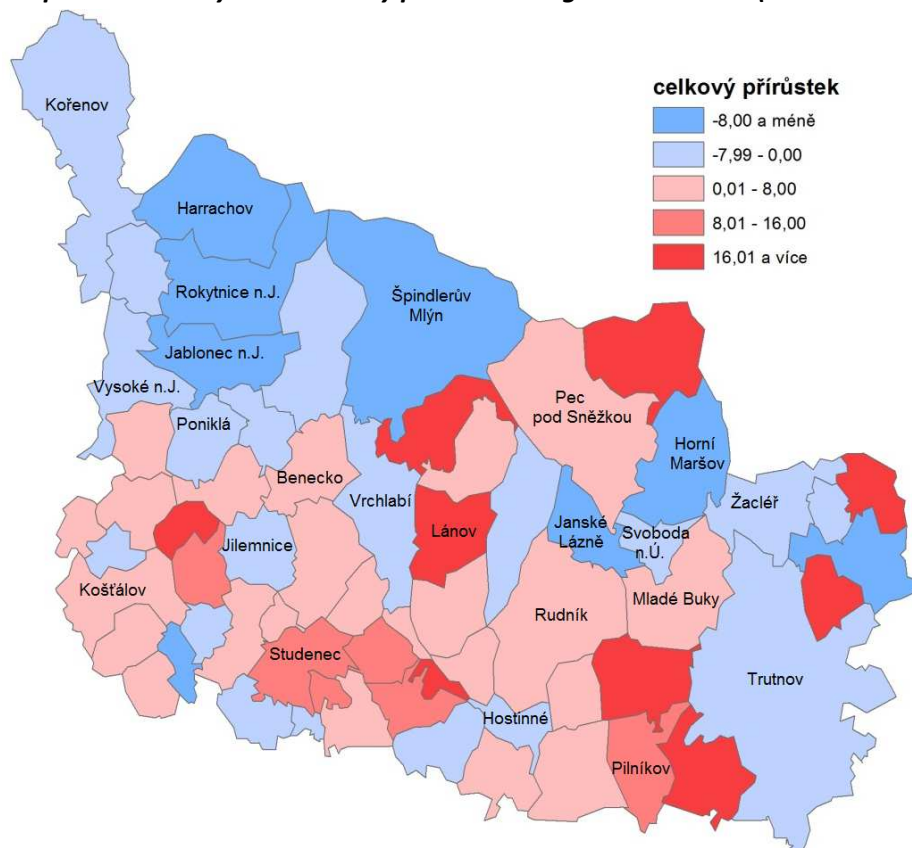 celkový přírůstek
-8,00 a méně
-7,99 - 0,00
0,01 - 8,00
8,01 - 16,00
16,01 a více
Kořenov
Harrachov
Rokytnice n.J.
Špindlerův
Mlýn
Jablonec n.J.
Vysoké n.J.
Pec
pod Sněžkou
Poniklá
Horní
Maršov
Benecko
Vrchlabí
Žacléř
Lánov
Janské
Lázně
Svoboda
n.Ú.
Jilemnice
Košťálov
Rudník
Mladé Buky
Studenec
Trutnov
Hostinné
Pilníkov